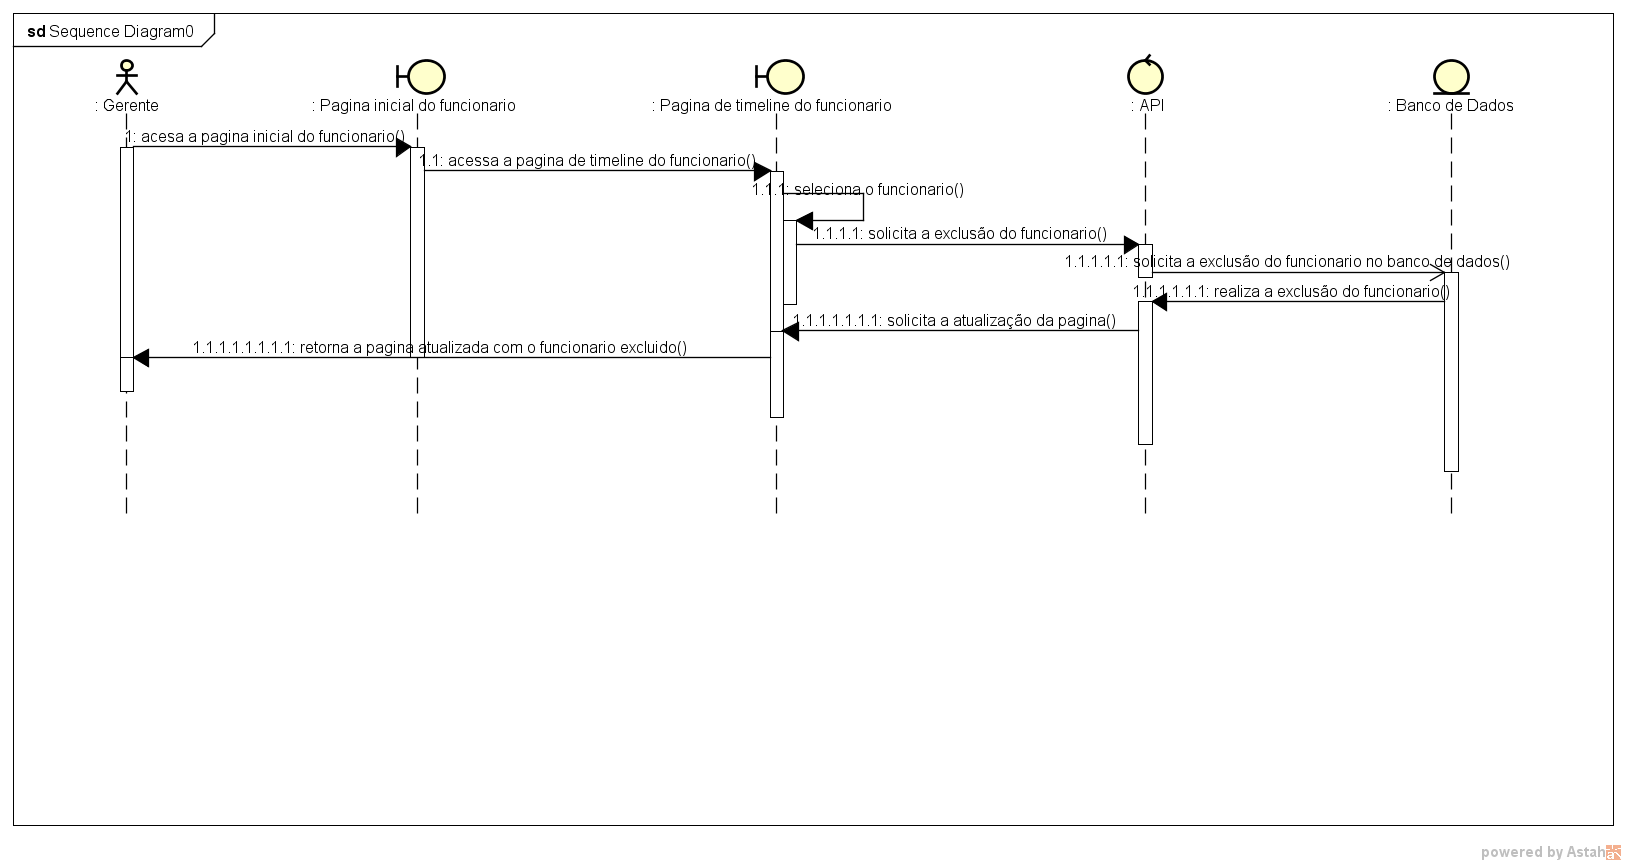 sd Sequence Diagram0
: Gerente
: Pagina inicial do funcionario
: Pagina de timeline do funcionario
: API
: Banco de Dados
1: acesa a pagina inicial do funcionario()
1.1: acessa a pagina de timeline do funcionario()
1.1.1: seleciona o funcionario()
1.1.1.1: solicita a exclusão do funcionario()
1.1.1.1.1: solicita a exclusão do funcionario no banco de dados()
1.1.1.1.1.1: realiza a exclusão do funcionario()
1.1.1.1.1.1.1: solicita a atualização da pagina()
1.1.1.1.1.1.1.1: retorna a pagina atualizada com o funcionario excluido()
powered by Astah